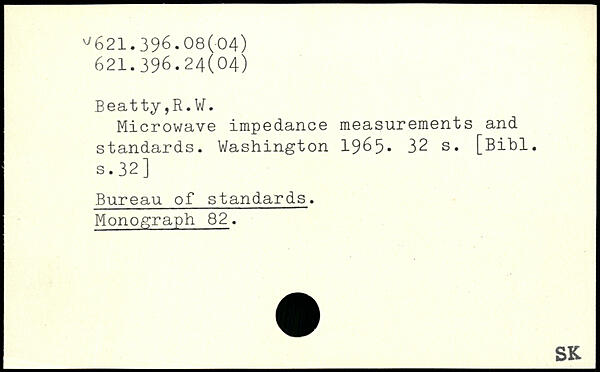 v621.396.08(04)
621.396.24(04)
Beatty,R.W.
Microwave impedance measurements and
standards. Washington 1965. 32 s. [Bibl.
s.32]
Bureau of standards.
Monograph 82.
SK